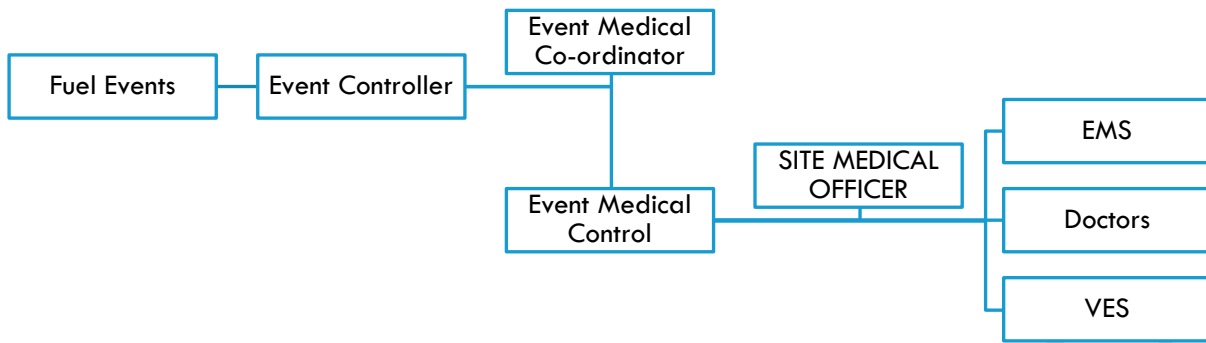 Fuel Events
Event Controller
Event Medical
Co-ordinator
Event Medical
Control
SITE MEDICAL
OFFICER
EMS
Doctors
VES